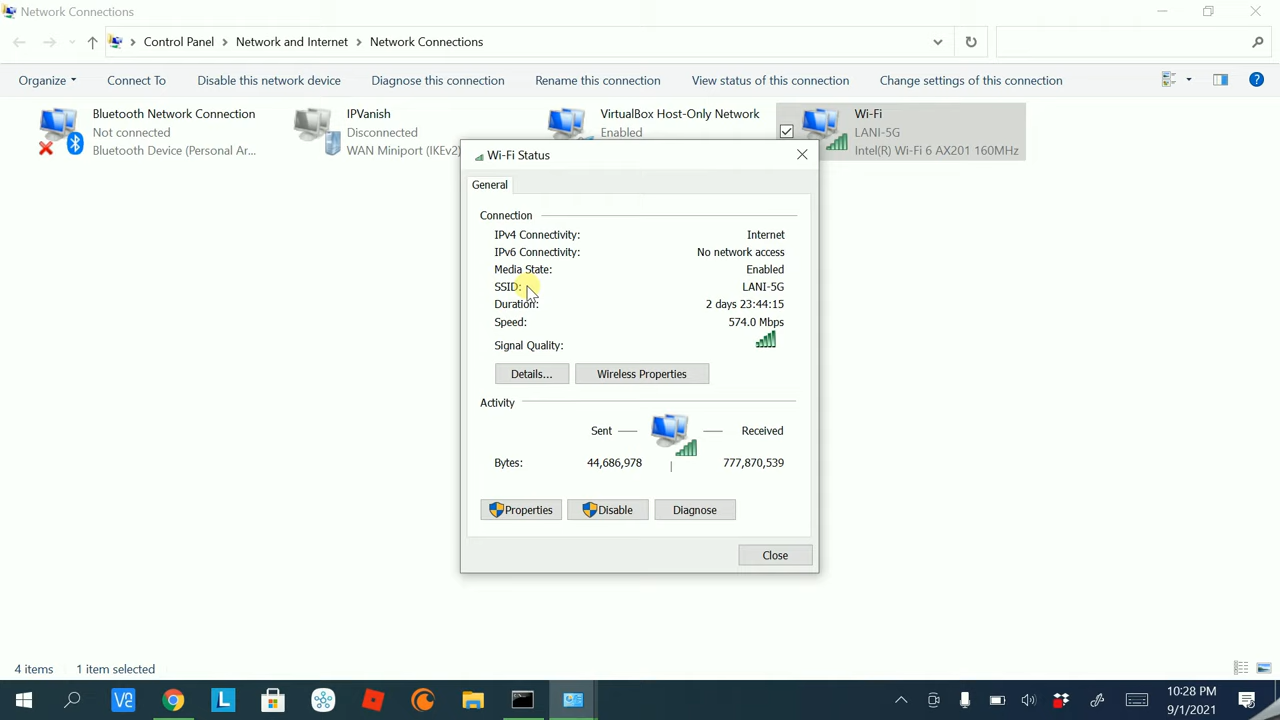 Network Connections
Control Panel
Network and Internet
Network Connections
Organize
Connect To
Disable this network device
Diagnose this connection
Rename this connection
View status of this connection
Change settings of this connection
Bluetooth Network Connection
Not connected
Bluetooth Device (Personal Ar...
IPVanish
Disconnected
WAN Miniport (IKEv2)
VirtualBox Host-Only Network
Enabled
Wi-Fi
LANI-5G
Intel(R) Wi-Fi 6 AX201 160MHz
Wi-Fi Status
General
Connection
IPv4 Connectivity: Internet
IPv6 Connectivity: No network access
Media State: Enabled
SSID: LANI-5G
Duration: 2 days 23:44:15
Speed: 574.0 Mbps
Signal Quality:
Details...
Wireless Properties
Activity
Sent — Received
Bytes: 44,686,978 777,870,539
Properties
Disable
Diagnose
Close
4 items
1 item selected
10:28 PM
9/1/2021